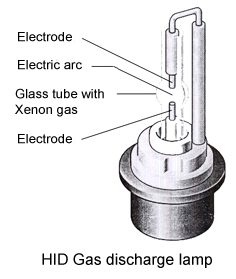 Electrode
Electric arc
Glass tube with
Xenon gas
Electrode
HID Gas discharge lamp